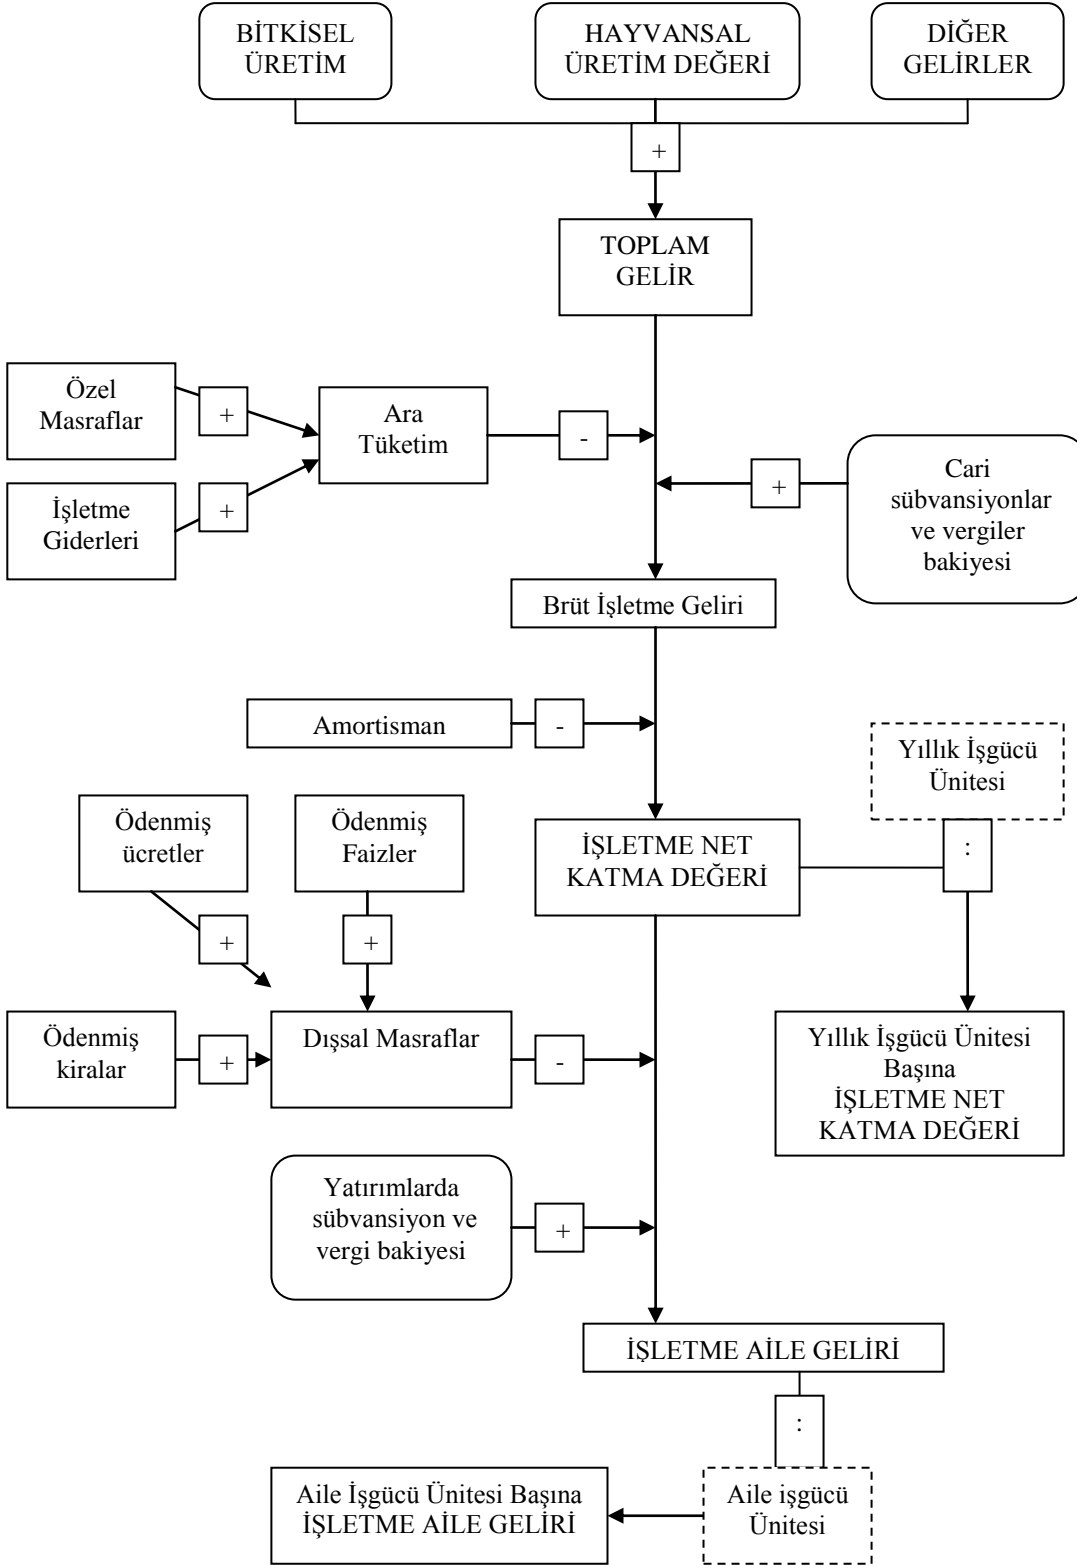 BİTKİSEL
ÜRETİM
HAYVANSAL
ÜRETİM DEĞERİ
DİĞER
GELİRLER
+
TOPLAM
GELİR
Özel
Masraflar
+
Ara
Tüketim
-
İşletme
Giderleri
+
+
Cari
sübvansiyonlar
ve vergiler
bakiyesi
Brüt İşletme Geliri
Amortisman
-
Yıllık İşgücü
Ünitesi
:
Ödenmiş
ücretler
Ödenmiş
Faizler
İŞLETME NET
KATMA DEĞERİ
+
+
Ödenmiş
kiralar
+
Dışsal Masraflar
-
Yıllık İşgücü Ünitesi
Başına
İŞLETME NET
KATMA DEĞERİ
Yatırımlarda
sübvansiyon ve
vergi bakiyesi
+
İŞLETME AİLE GELİRİ
:
Aile İşgücü Ünitesi Başına
İŞLETME AİLE GELİRİ
Aile işgücü
Ünitesi